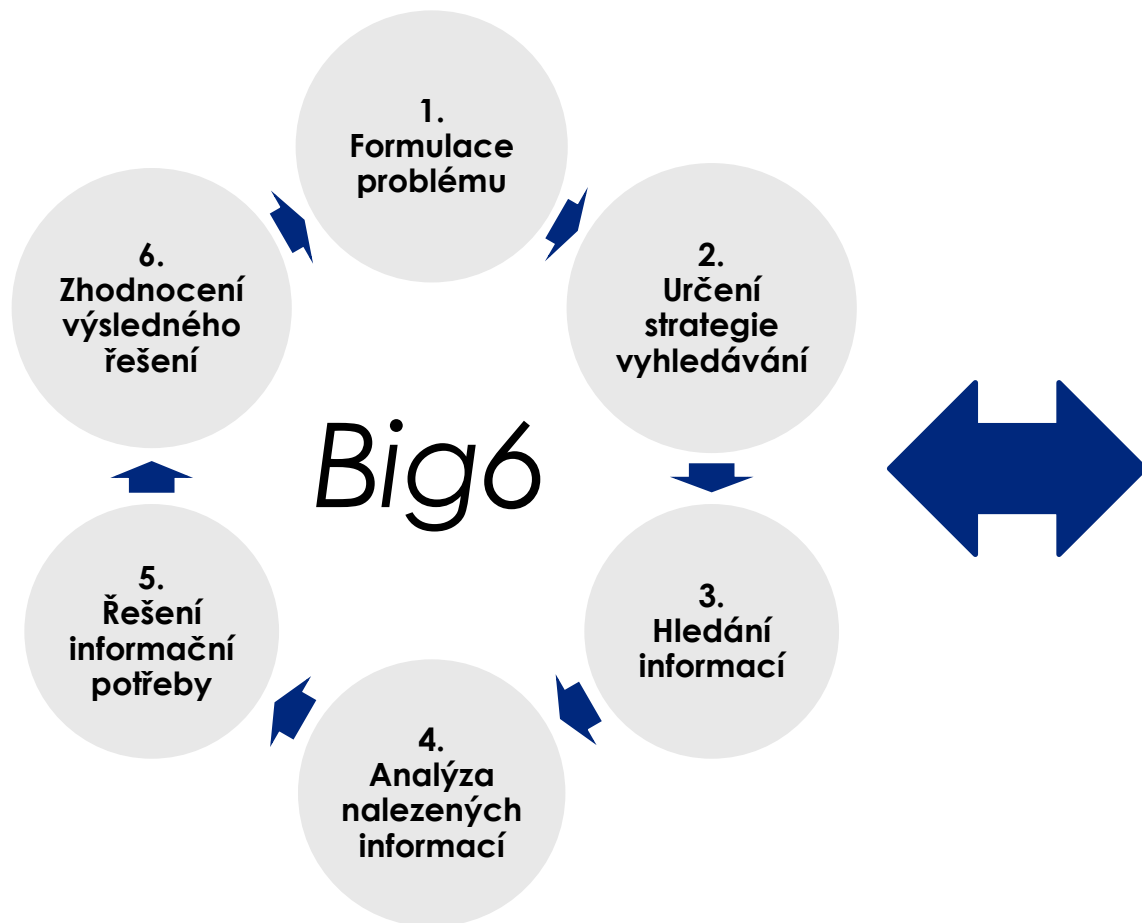 1.
Formulace
problému
2.
Určení
strategie
vyhledávání
3.
Hledání
informací
4.
Analýza
nalezených
informací
5.
Řešení
informační
potřeby
6.
Zhodnocení
výsledného
řešení
Big6